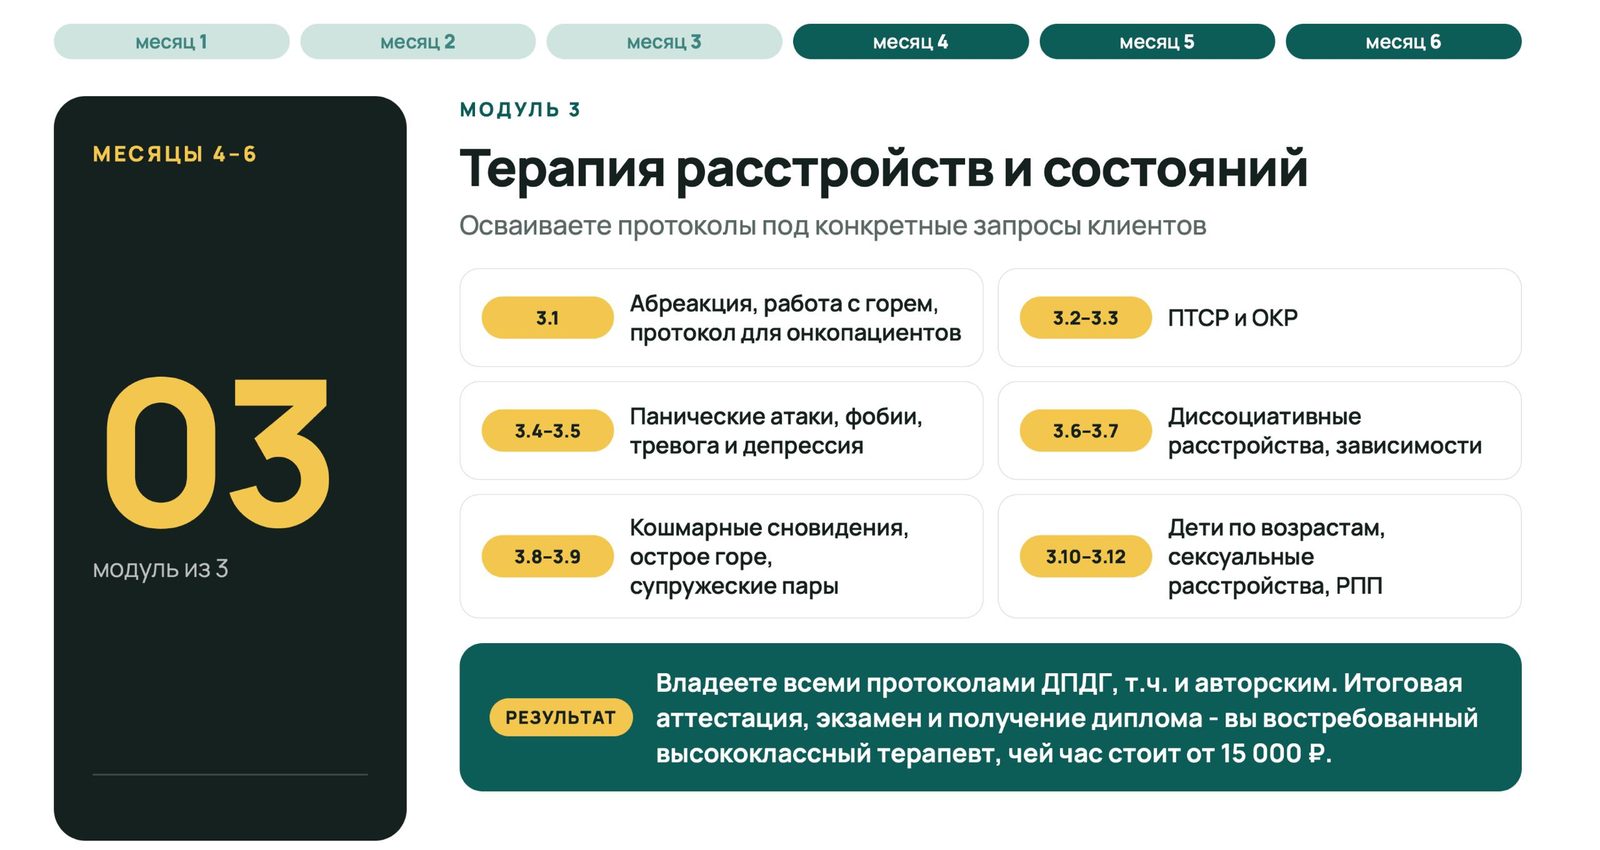 месяц 1
месяц 2
месяц 3
месяц 4
месяц 5
месяц 6
МЕСЯЦЫ 4–6
03
модуль из 3
МОДУЛЬ 3
Терапия расстройств и состояний
Осваиваете протоколы под конкретные запросы клиентов
3.1
Абреакция, работа с горем,
протокол для онкопациентов
3.2–3.3
ПТСР и ОКР
3.4–3.5
Панические атаки, фобии,
тревога и депрессия
3.6–3.7
Диссоциативные
расстройства, зависимости
3.8–3.9
Кошмарные сновидения,
острое горе,
супружеские пары
3.10–3.12
Дети по возрастам,
сексуальные
расстройства, РПП
РЕЗУЛЬТАТ
Владеете всеми протоколами ДПДГ, т.ч. и авторским. Итоговая
аттестация, экзамен и получение диплома - вы востребованный
высококлассный терапевт, чей час стоит от 15 000 ₽.